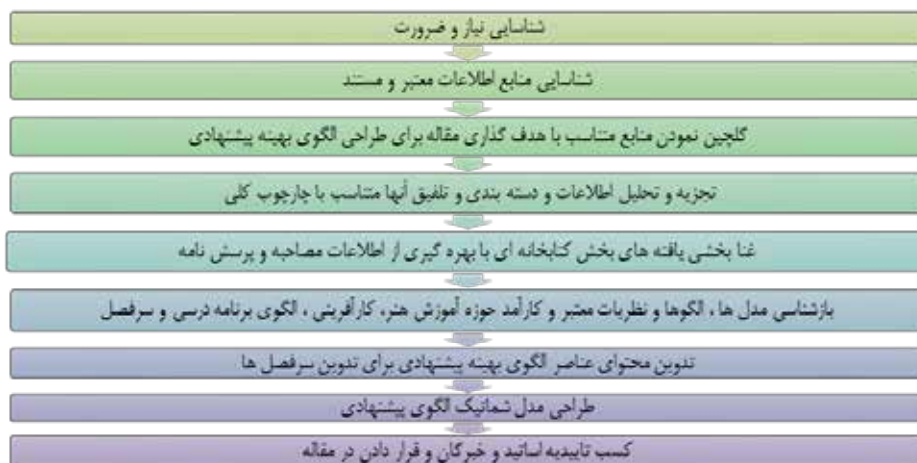 شناسایی نیاز و ضرورت
شناسایی منابع اطلاعات معتبر و مستند
گلچین نمودن منابع متناسب با هدف گذاری مقاله برای طراحی الگوی بهینه پیشنهادی
تجزیه و تحلیل اطلاعات و دسته بندی و تلفیق آنها متناسب با چارچوب کلی
غنا بخشی یافته های بخش کتابخانه ای با بهره گیری از اطلاعات مصاحبه و پرسش نامه
بازشناسی مدل ها ، الگوها و نظریات معتبر و کارآمد حوزه آموزش هنر، کارآفرینی ، الگوی برنامه درسی و سرفصل
تدوین محتوای عناصر الگوی بهینه پیشنهادی برای تدوین سرفصل ها
طراحی مدل شماتیک الگوی پیشنهادی
کسب تاییدیه اساتید و خبرگان و قرار دادن در مقاله